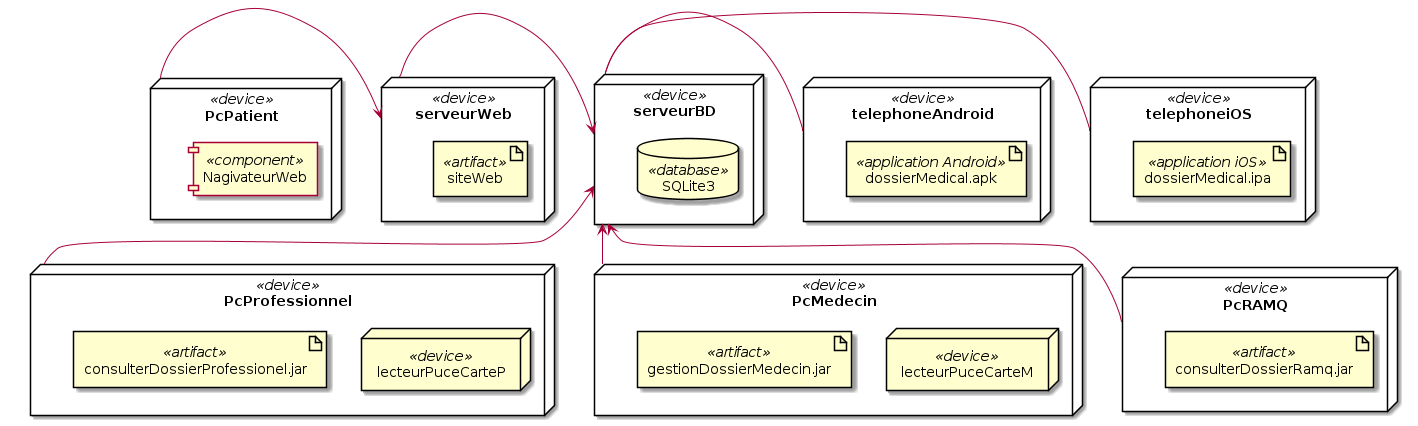 «device»
PcPatient
«component»
NagivateurWeb
«device»
serveurWeb
«artifact»
siteWeb
«device»
serveurBD
«database»
SQLite3
«device»
telephoneAndroid
«application Android»
dossierMedical.apk
«device»
telephoneiOS
«application iOS»
dossierMedical.ipa
«device»
PcProfessionnel
«artifact»
consulterDossierProfessionel.jar
«device»
lecteurPuceCarteP
«device»
PcMedecin
«artifact»
gestionDossierMedecin.jar
«device»
lecteurPuceCarteM
«device»
PcRAMQ
«artifact»
consulterDossierRamq.jar